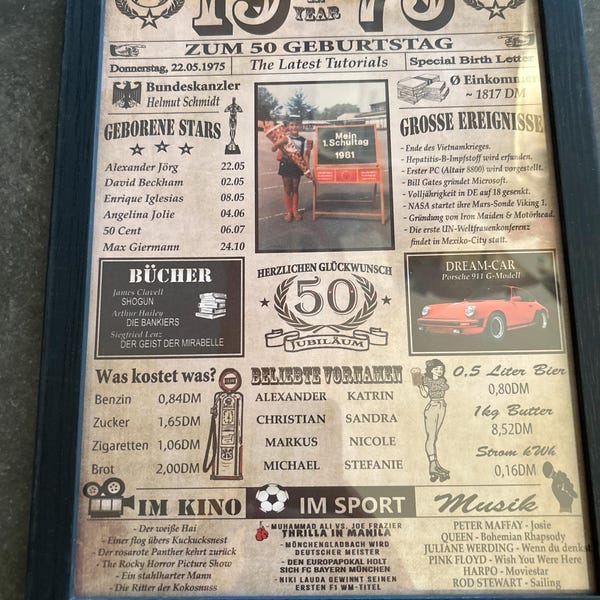 19 YEAR 75
ZUM 50 GEBURTSTAG
Donnerstag, 22.05.1975
The Latest Tutorials
Special Birth Letter
Bundeskanzler
Helmut Schmidt
GEBORENE STARS
Alexander Jörg 22.05
David Beckham 02.05
Enrique Iglesias 08.05
Angelina Jolie 04.06
50 Cent 06.07
Max Giermann 24.10
Mein
1.Schultag
1981
Ø Einkommen
~ 1817 DM
GROSSE EREIGNISSE
- Ende des Vietnamkrieges.
- Hepatitis-B-Impfstoff wird erfunden.
- Erster PC (Altair 8800) wird vorgestellt.
- Bill Gates gründet Microsoft.
- Volljährigkeit in DE auf 18 gesenkt.
- NASA startet ihre Mars-Sonde Viking 1.
- Gründung von Iron Maiden & Motörhead.
- Die erste UN-Weltfrauenkonferenz
findet in Mexiko-City statt.
BÜCHER
James Clavell
SHOGUN
Arthur Hailey
DIE BANKIERS
Siegfried Lenz
DER GEIST DER MIRABELLE
HERZLICHEN GLÜCKWUNSCH
50
JUBILÄUM
DREAM-CAR
Porsche 911 G-Modell
Was kostet was?
Benzin 0,84DM
Zucker 1,65DM
Zigaretten 1,06DM
Brot 2,00DM
BELIEBTE VORNAMEN
ALEXANDER KATRIN
CHRISTIAN SANDRA
MARKUS NICOLE
MICHAEL STEFANIE
0,5 Liter Bier
0,80DM
1kg Butter
8,52DM
Strom kWh
0,16DM
IM KINO
- Der weiße Hai
- Einer flog übers Kuckucksnest
Der rosarote Panther kehrt zurück
- The Rocky Horror Picture Show
- Ein stahlharter Mann
- Die Ritter der Kokosnuss
IM SPORT
- MUHAMMAD ALI VS. JOE FRAZIER
THRILLA IN MANILA
- MÖNCHENGLADBACH WIRD
DEUTSCHER MEISTER
- DEN EUROPAPOKAL HOLT
SICH FC BAYERN MÜNCHEN
- NIKI LAUDA GEWINNT SEINEN
ERSTEN F1 WM-TITEL
Musik
PETER MAFFAY - Josie
QUEEN - Bohemian Rhapsody
JULIANE WERDING - Wenn du denkst
PINK FLOYD - Wish You Were Here
HARPO - Moviestar
ROD STEWART - Sailing